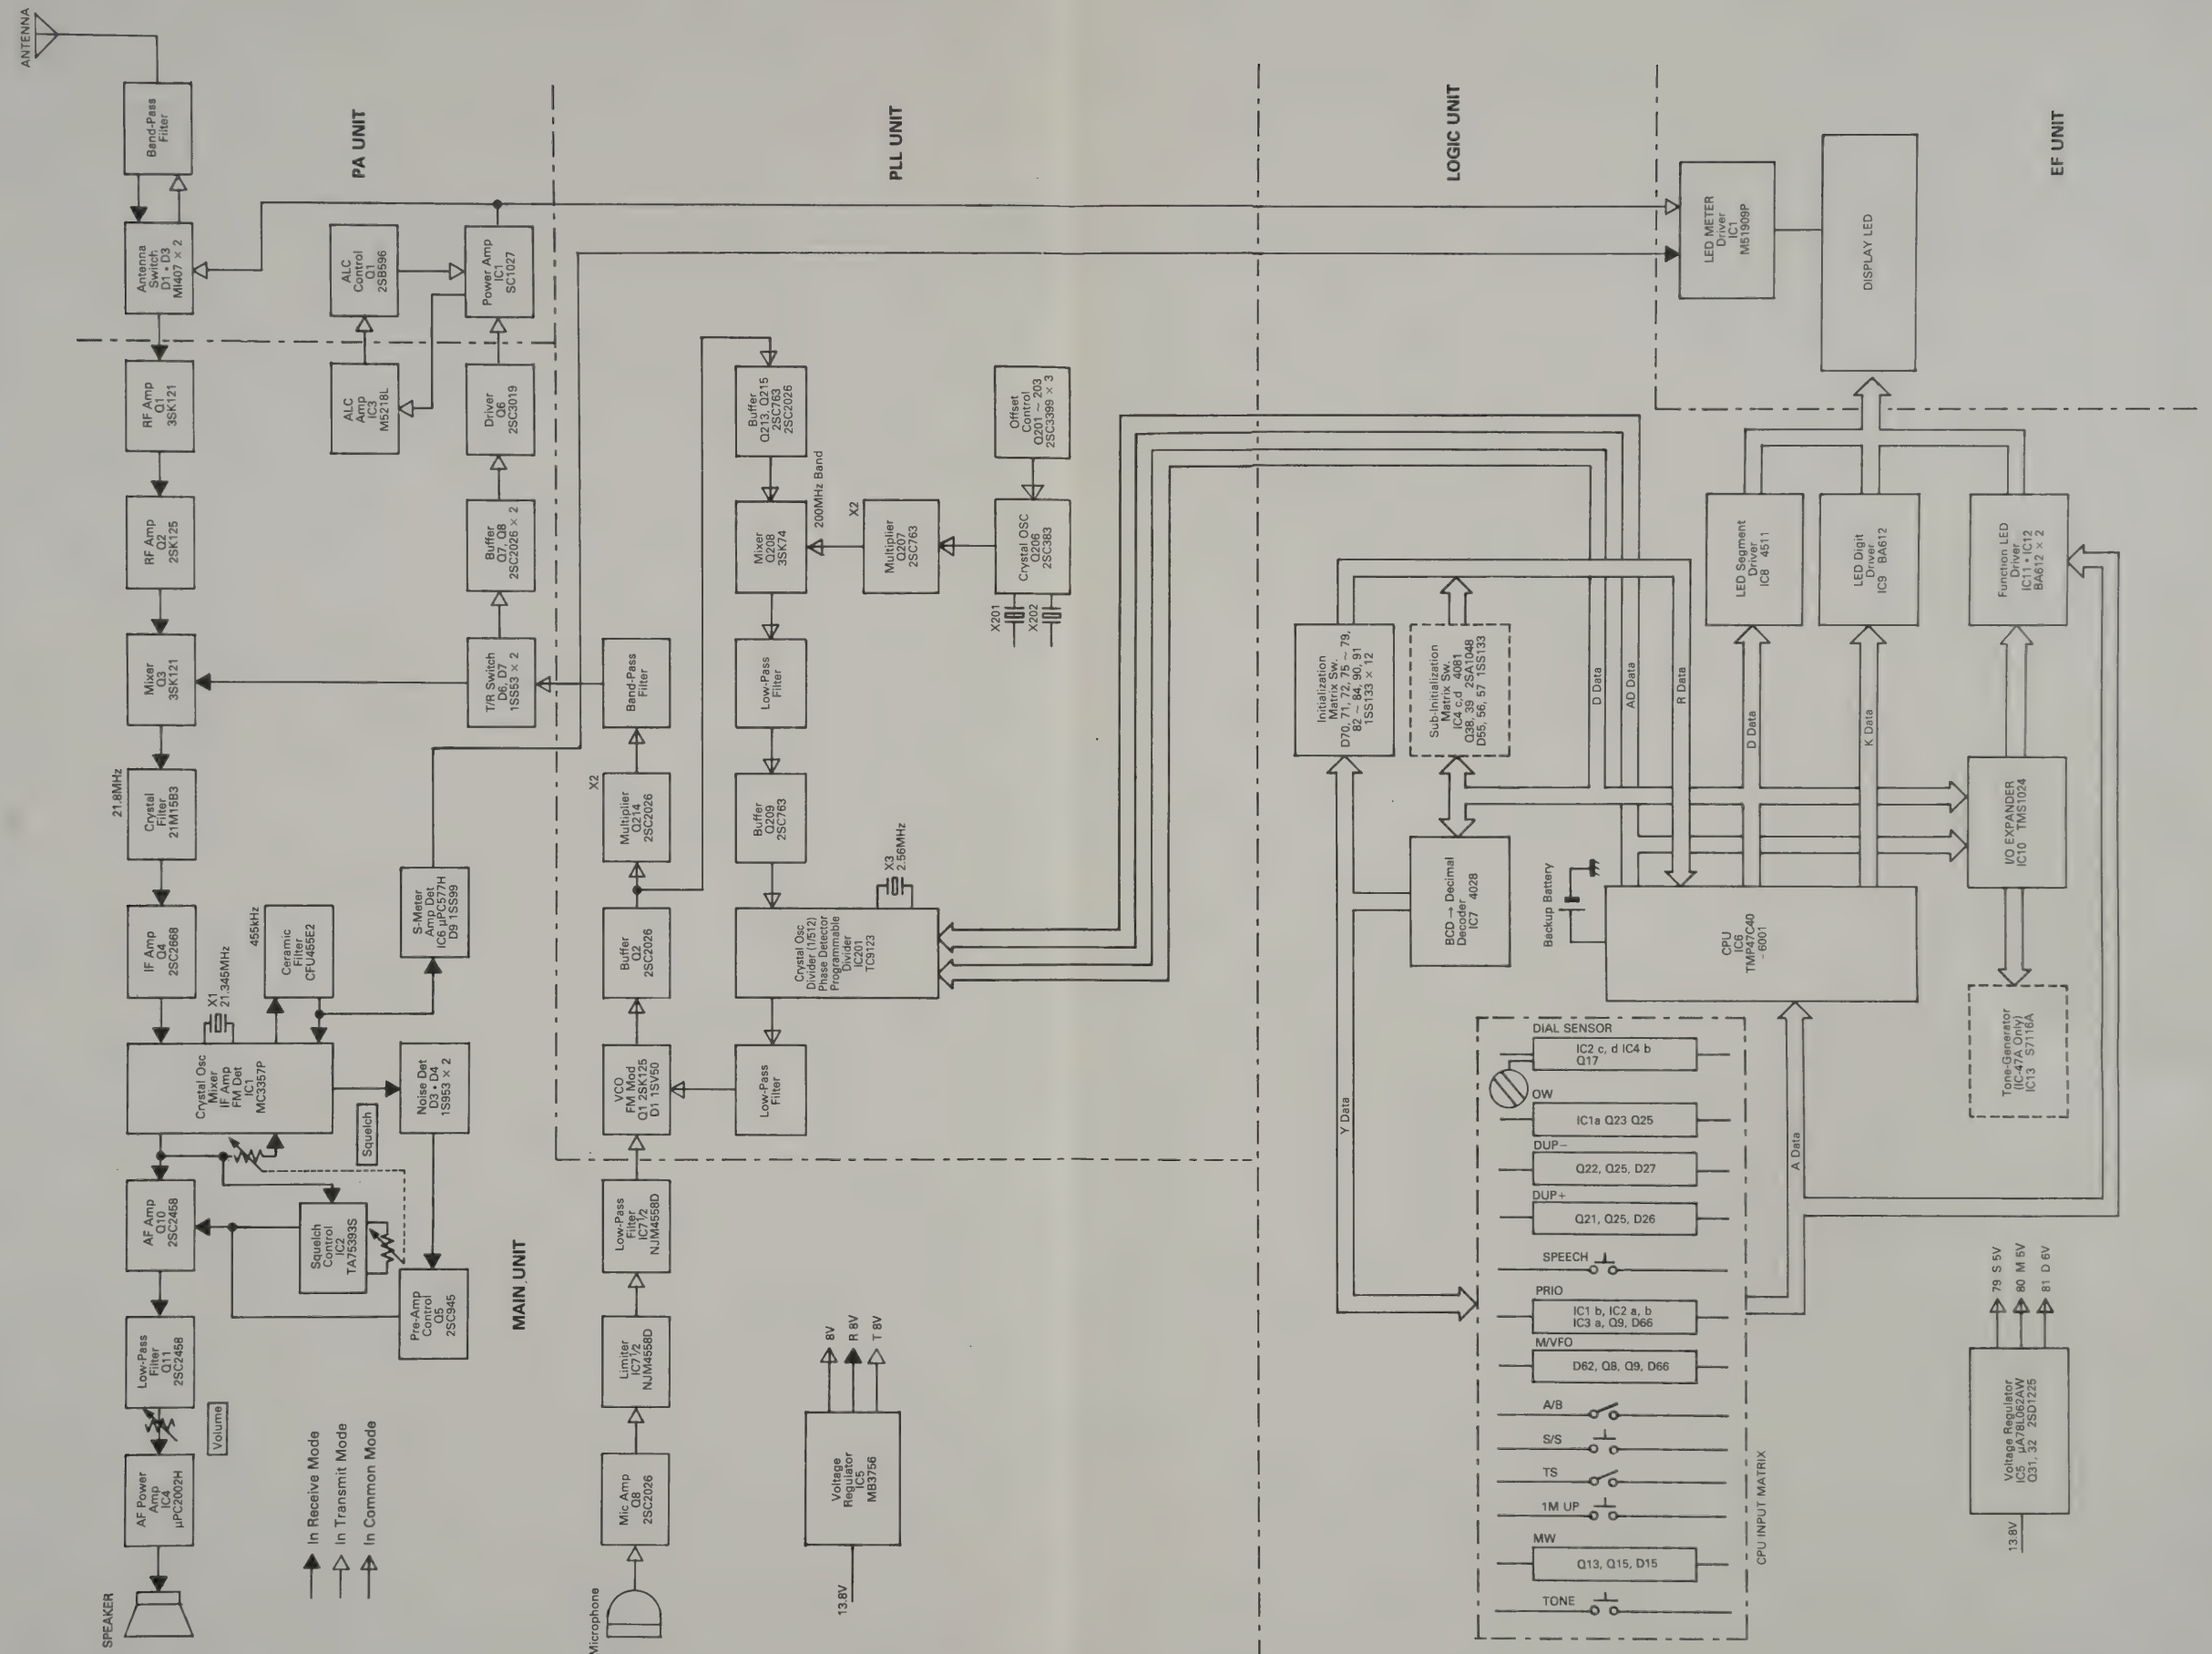 ANTENNA
Band-Pass
Filter
Antenna
Switch
D1 • D3
MI407 × 2
RF Amp
Q1
3SK121
RF Amp
Q2
2SK125
Mixer
Q3
3SK121
21.8MHz
Crystal
Filter
21M15B3
IF Amp
Q4
2SC2668
X1
21.345MHz
Crystal Osc
Mixer
IF Amp
FM Det
IC1
MC3357P
455kHz
Ceramic
Filter
CFU455E2
S-Meter
Amp Det
IC6 µPC577H
D9 1SS99
Noise Det
D3 • D4
1S953 × 2
Squelch
AF Amp
Q10
2SC2458
Squelch
Control
IC2
TA75393S
Pre-Amp
Control
Q5
2SC945
Low-Pass
Filter
Q11
2SC2458
Volume
AF Power
Amp
IC4
µPC2002H
SPEAKER
In Receive Mode
In Transmit Mode
In Common Mode
MAIN UNIT
PA UNIT
ALC
Control
Q1
2SB596
Power Amp
IC1
SC1027
ALC
Amp
IC3
M5218L
Driver
Q6
2SC3019
Buffer
Q7, Q8
2SC2026 × 2
T/R Switch
D6, D7
1SS53 × 2
Microphone
Mic Amp
Q8
2SC2026
Limiter
IC7 1/2
NJM4558D
Low-Pass
Filter
IC7 1/2
NJM4558D
VCO
FM Mod
Q1 2SK125
D1 1SV50
Buffer
Q2
2SC2026
X2
Multiplier
Q214
2SC2026
Band-Pass
Filter
PLL UNIT
Buffer
Q213, Q215
2SC763
2SC2026
Mixer
Q208
3SK74
200MHz Band
X2
Multiplier
Q207
2SC763
Offset
Control
Q201 ~ 203
2SC3399 × 3
Crystal OSC
Q206
2SC383
X201
X202
Low-Pass
Filter
Buffer
Q209
2SC763
X3
2.56MHz
Crystal Osc
Divider (1/512)
Phase Detector
Programmable
Divider
IC201
TC9123
Low-Pass
Filter
Voltage
Regulator
IC5
MB3756
13.8V
8V
R 8V
T 8V
LOGIC UNIT
Initialization
Matrix Sw.
D70, 71, 72, 75 ~ 79,
82 ~ 84, 90, 91
1SS133 × 12
Sub-Initialization
Matrix Sw.
IC4 c,d 4081
Q38, 39 2SA1048
D55, 56, 57 1SS133
D Data
AD Data
R Data
D Data
K Data
BCD → Decimal
Decoder
IC7 4028
Backup Battery
CPU
IC6
TMP47C40
-6001
LED Segment
Driver
IC8 4511
LED Digit
Driver
IC9 BA612
Function LED
Driver
IC11 • IC12
BA612 × 2
I/O EXPANDER
IC10 TMS1024
Tone-Generator
(IC-47A Only)
IC13 S7116A
Y Data
A Data
DIAL SENSOR
IC2 c, d IC4 b
Q17
OW
IC1a Q23 Q25
DUP−
Q22, Q25, D27
DUP+
Q21, Q25, D26
SPEECH
PRIO
IC1 b, IC2 a, b
IC3 a, Q9, D66
M/VFO
D62, Q8, Q9, D66
A/B
S/S
TS
1M UP
MW
Q13, Q15, D15
TONE
CPU INPUT MATRIX
Voltage Regulator
IC5 µA78L062AW
Q31, 32 2SD1225
13.8V
79 S 5V
80 M 5V
81 D 6V
EF UNIT
LED METER
Driver
IC1
M51909P
DISPLAY LED